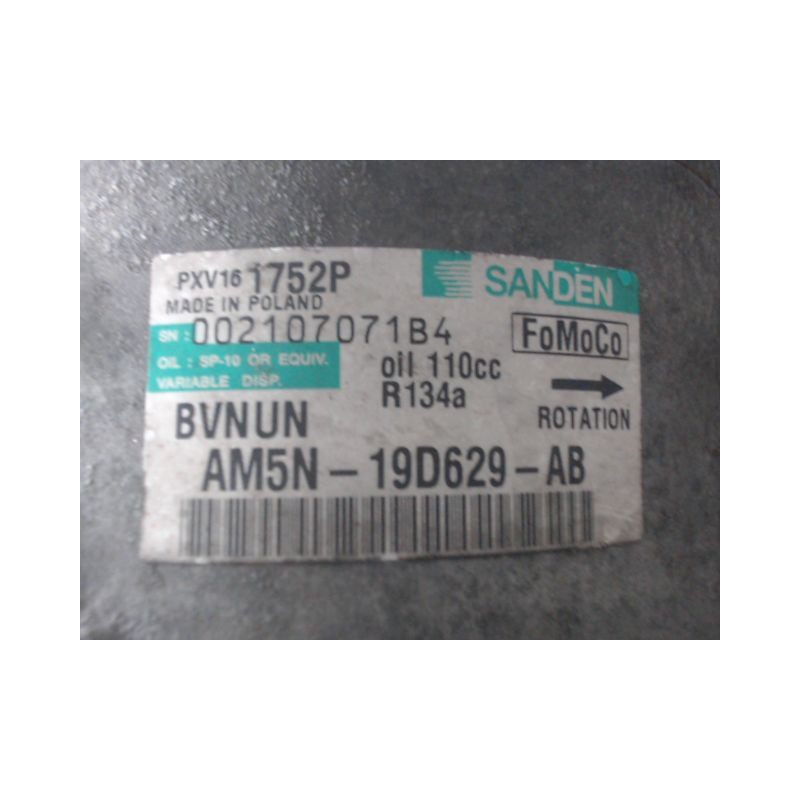 PXV16 1752P SANDEN
MADE IN POLAND
SN: 002107071B4 FoMoCo
OIL : SP-10 OR EQUIV. oil 110cc
VARIABLE DISP. R134a
BVNUN ROTATION
AM5N-19D629-AB